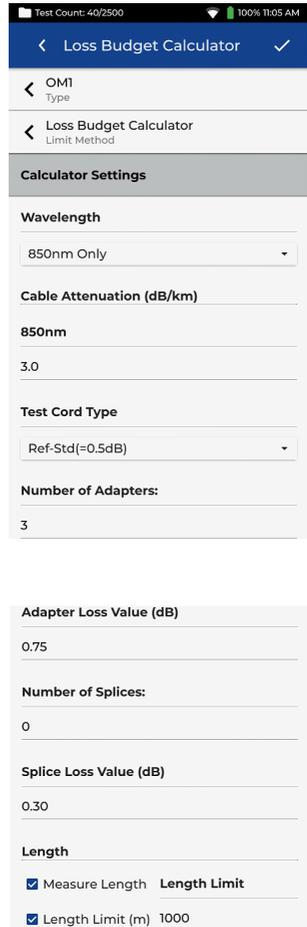 Test Count: 40/2500 100% 11:05 AM
Loss Budget Calculator
OM1
Type
Loss Budget Calculator
Limit Method
Calculator Settings
Wavelength
850nm Only
Cable Attenuation (dB/km)
850nm
3.0
Test Cord Type
Ref-Std(=0.5dB)
Number of Adapters:
3
Adapter Loss Value (dB)
0.75
Number of Splices:
0
Splice Loss Value (dB)
0.30
Length
Measure Length Length Limit
Length Limit (m) 1000